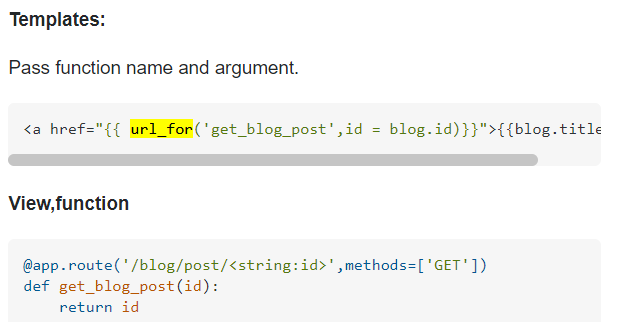 Templates:
Pass function name and argument.
<a href="{{ url_for('get_blog_post',id = blog.id)}}">{{blog.title
View,function
@app.route('/blog/post/<string:id>',methods=['GET'])
def get_blog_post(id):
    return id